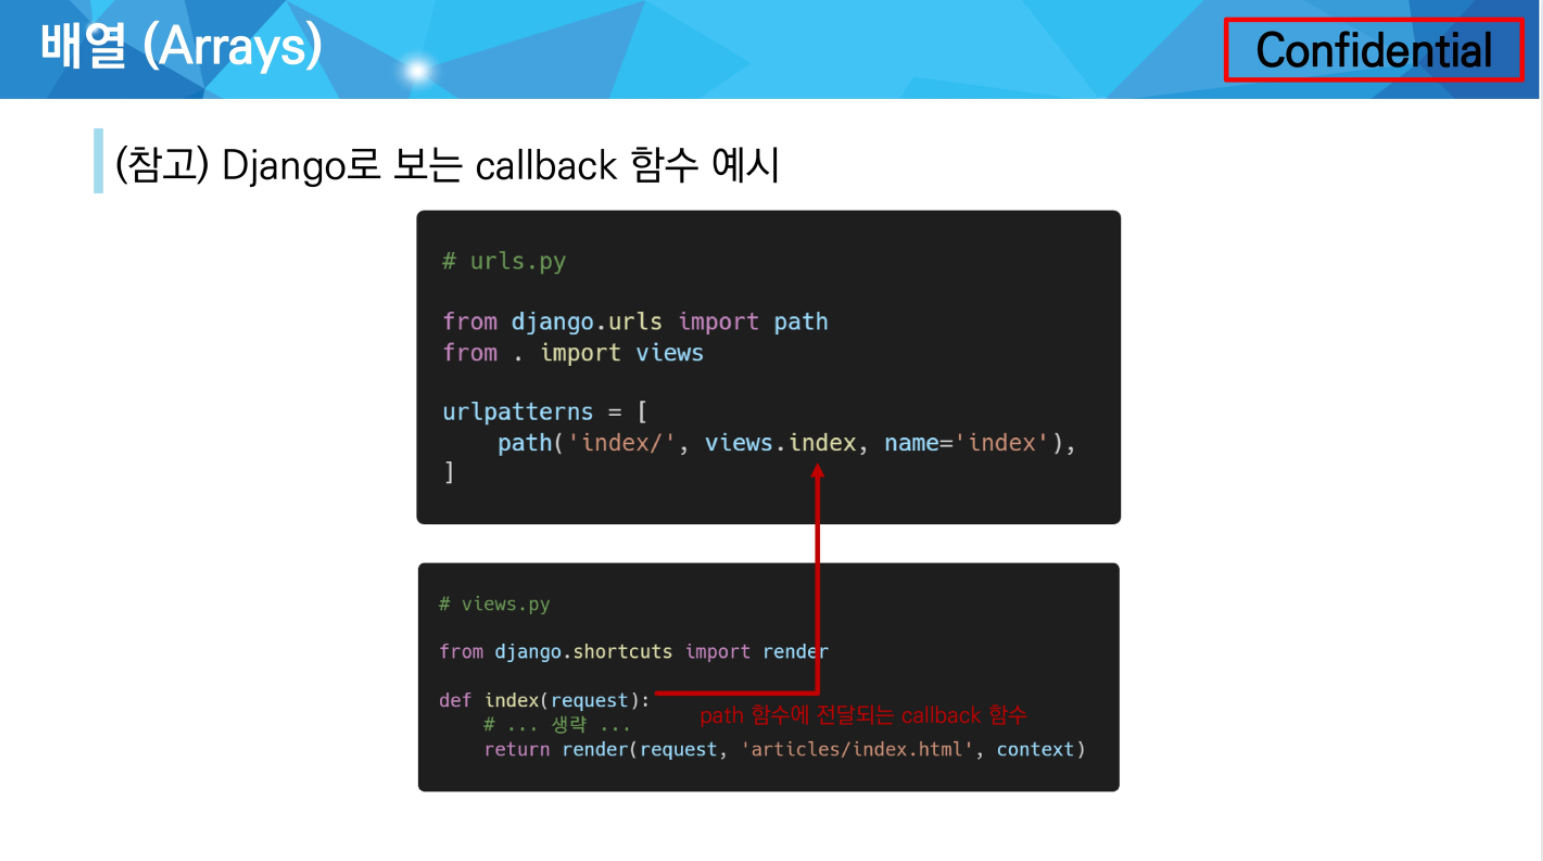 배열 (Arrays)
Confidential
(참고) Django로 보는 callback 함수 예시
# urls.py
from django.urls import path
from . import views
urlpatterns = [
    path('index/', views.index, name='index'),
]
# views.py
from django.shortcuts import render
def index(request):
    # ... 생략 ...
path 함수에 전달되는 callback 함수
    return render(request, 'articles/index.html', context)